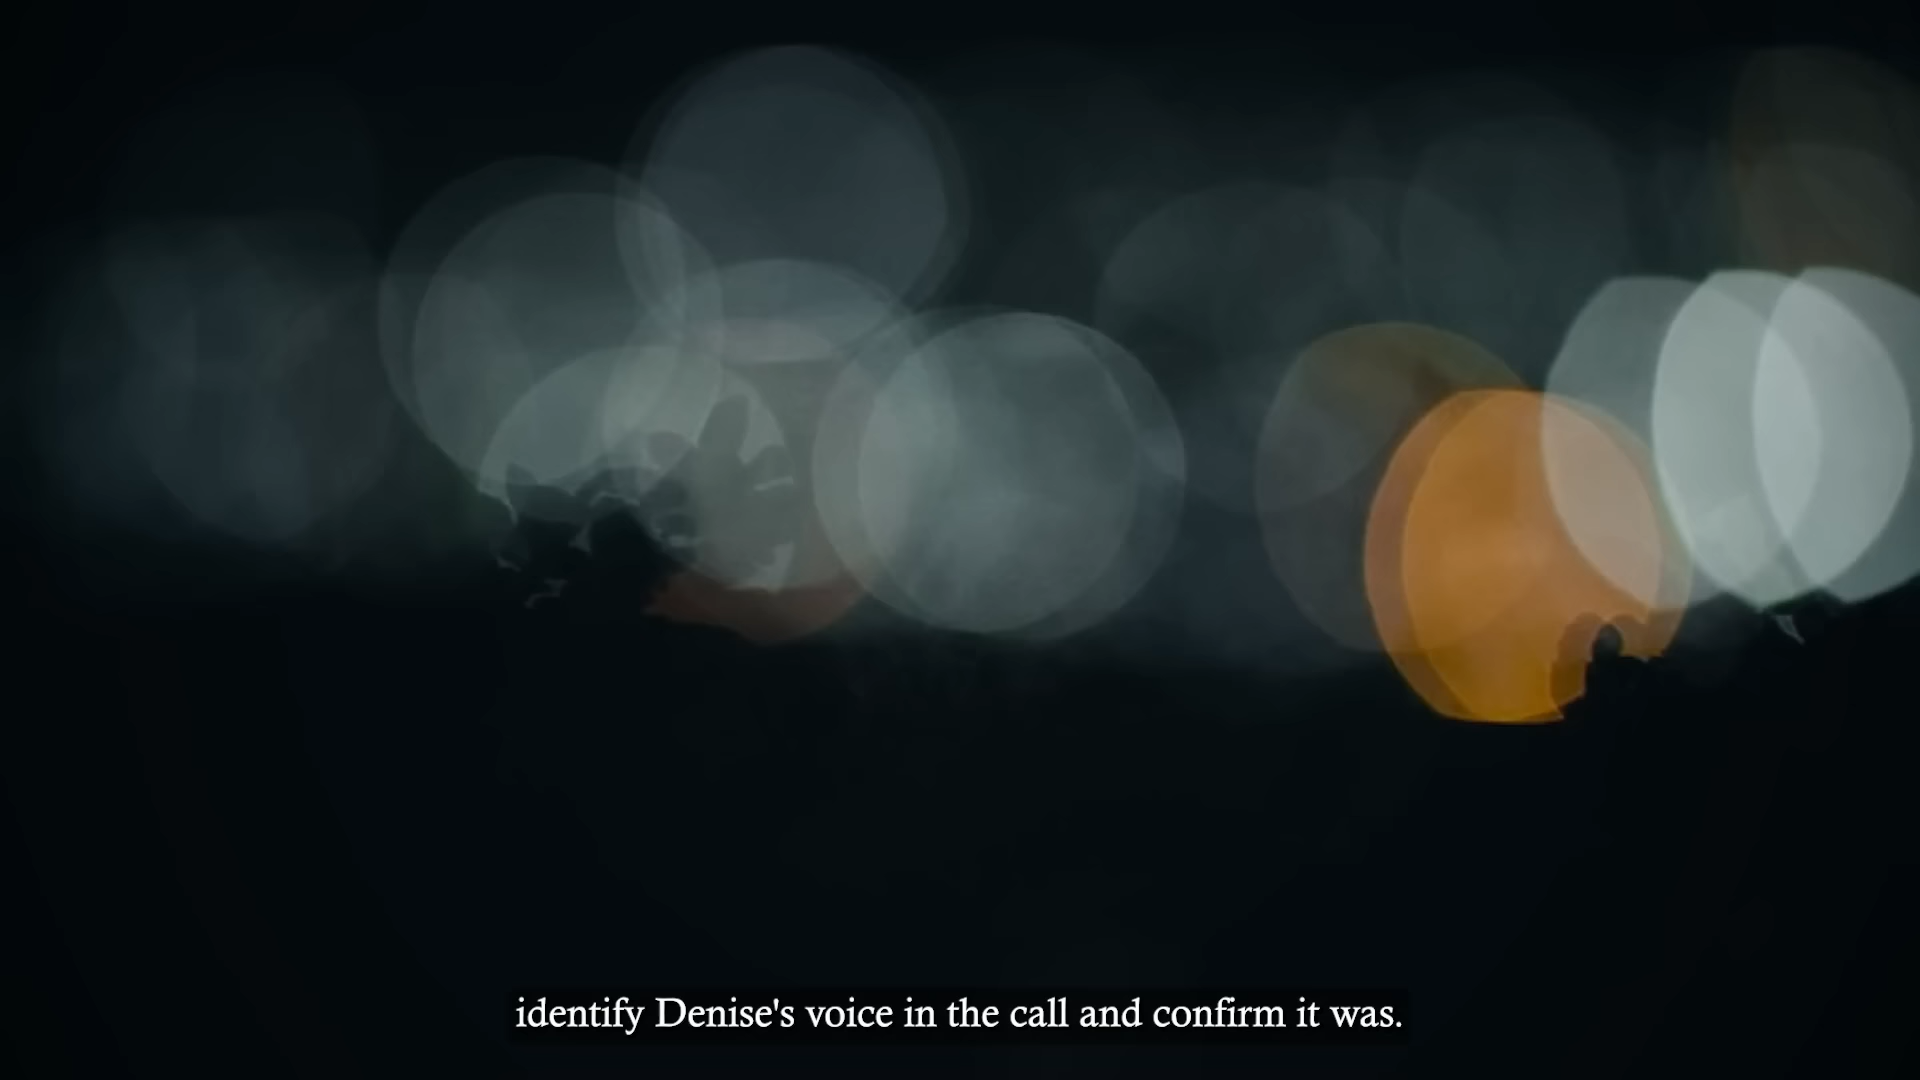 identify Denise's voice in the call and confirm it was.